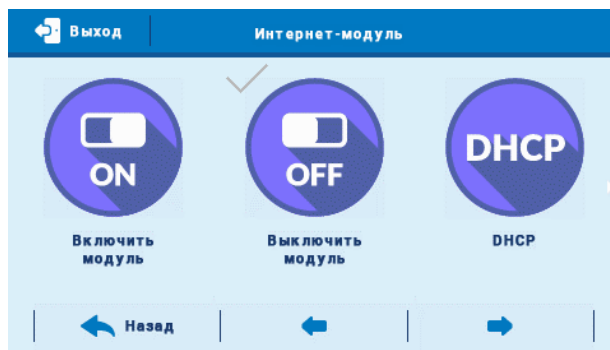 Выход
Интернет-модуль
ON
OFF
DHCP
Включить
модуль
Выключить
модуль
DHCP
Назад